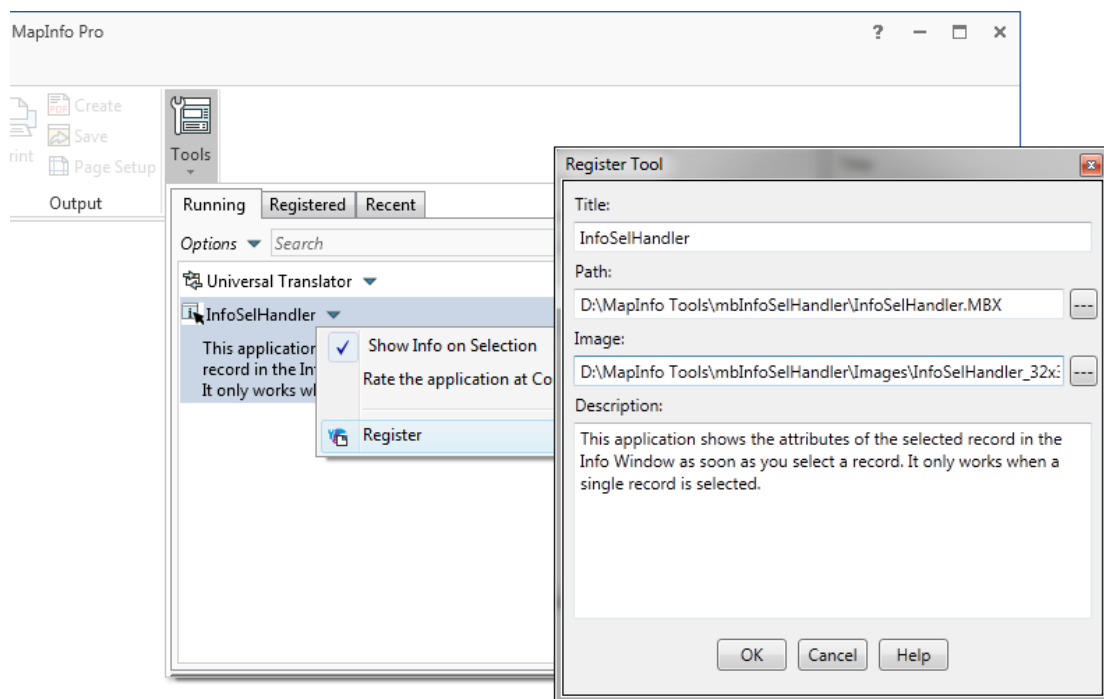 MapInfo Pro
?
Create
Save
Page Setup
Output
Tools
Running
Registered
Recent
Options
Search
Universal Translator
InfoSelHandler
This application
record in the
It only works
Show Info on Selection
Rate the application at
Register
Register Tool
Title:
InfoSelHandler
Path:
D:\MapInfo Tools\mbInfoSelHandler\InfoSelHandler.MBX
---
Image:
D:\MapInfo Tools\mbInfoSelHandler\Images\InfoSelHandler_32x3
---
Description:
This application shows the attributes of the selected record in the
Info Window as soon as you select a record. It only works when a
single record is selected.
OK
Cancel
Help